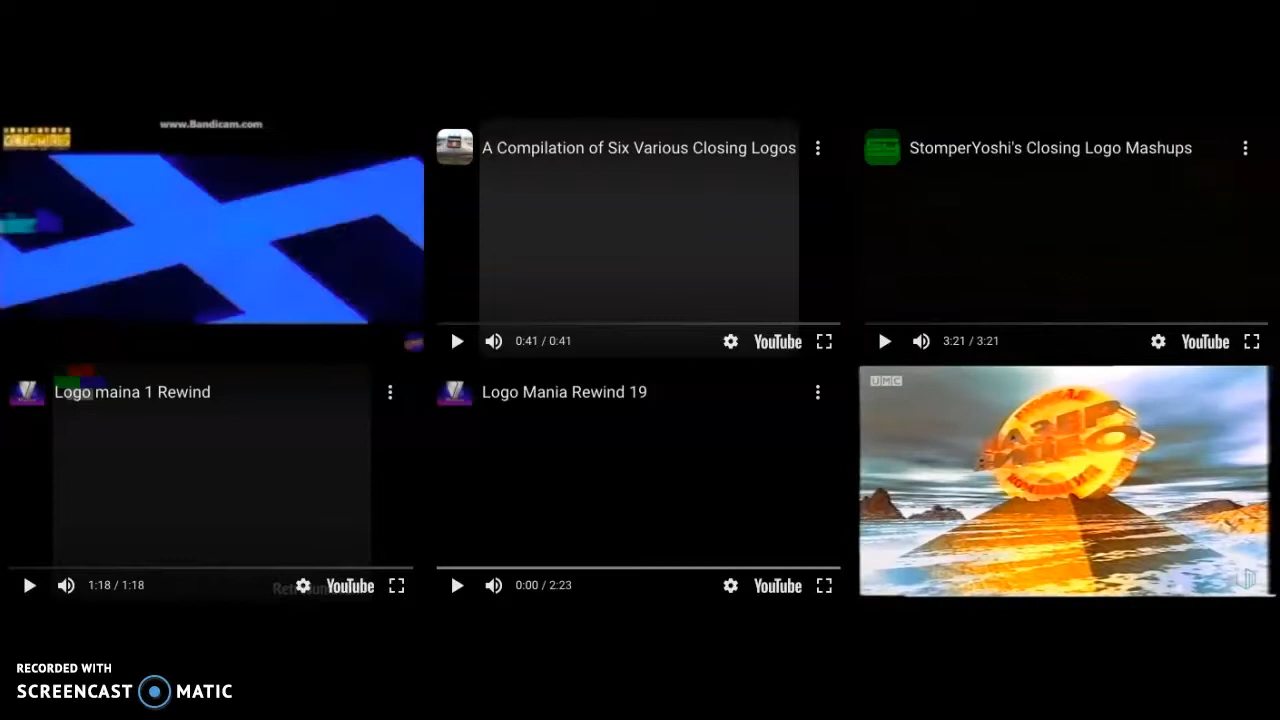 www.Bandicam.com
A Compilation of Six Various Closing Logos
StomperYoshi's Closing Logo Mashups
0:41 / 0:41
YouTube
3:21 / 3:21
YouTube
Logo maina 1 Rewind
Logo Mania Rewind 19
UMC
1:18 / 1:18
YouTube
0:00 / 2:23
YouTube
RECORDED WITH
SCREENCAST MATIC